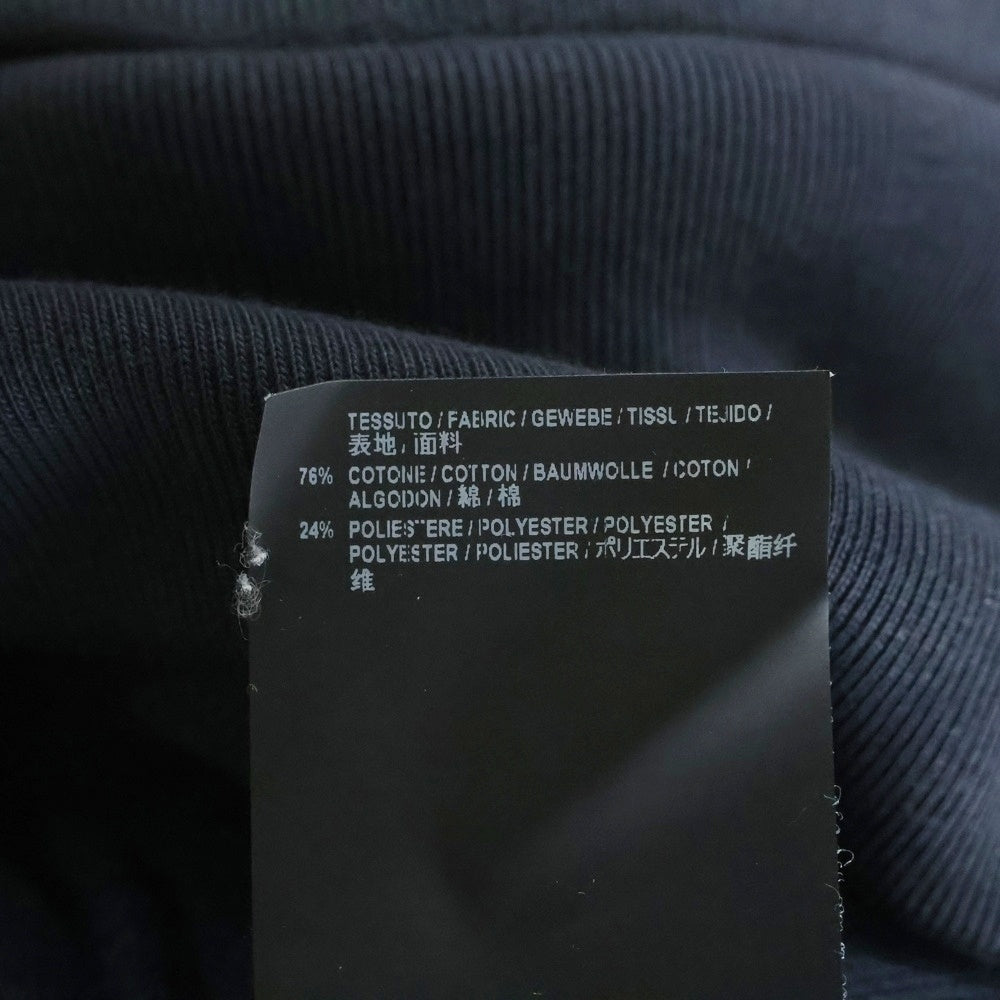 TESSUTO / FABRIC / GEWEBE / TISSU / TEJIDO /
表地 / 面料
76% COTONE / COTTON / BAUMWOLLE / COTON /
ALGODON / 綿 / 棉
24% POLIESTERE / POLYESTER / POLYESTER /
POLYESTER / POLIESTER / ポリエステル / 聚酯纤
维